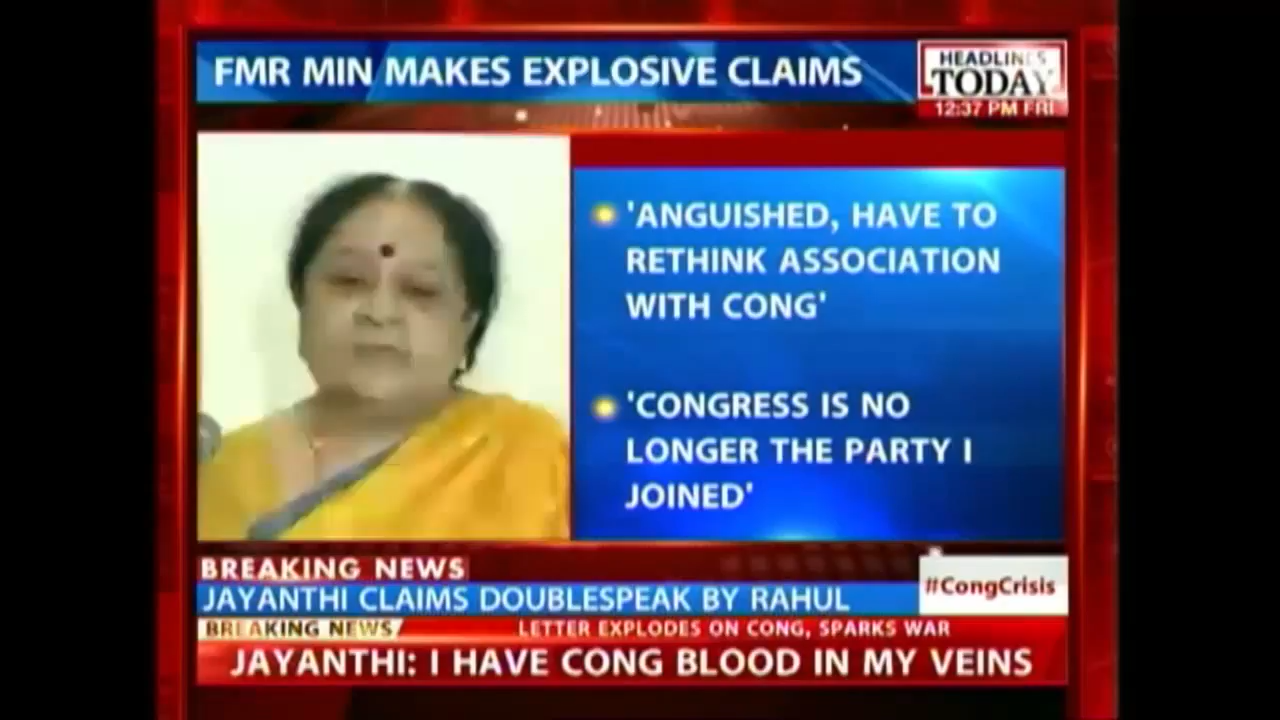 FMR MIN MAKES EXPLOSIVE CLAIMS
HEADLINES
TODAY
12:37 PM FRI
'ANGUISHED, HAVE TO
RETHINK ASSOCIATION
WITH CONG'
'CONGRESS IS NO
LONGER THE PARTY I
JOINED'
BREAKING NEWS
JAYANTHI CLAIMS DOUBLESPEAK BY RAHUL
#CongCrisis
BREAKING NEWS
LETTER EXPLODES ON CONG, SPARKS WAR
JAYANTHI: I HAVE CONG BLOOD IN MY VEINS